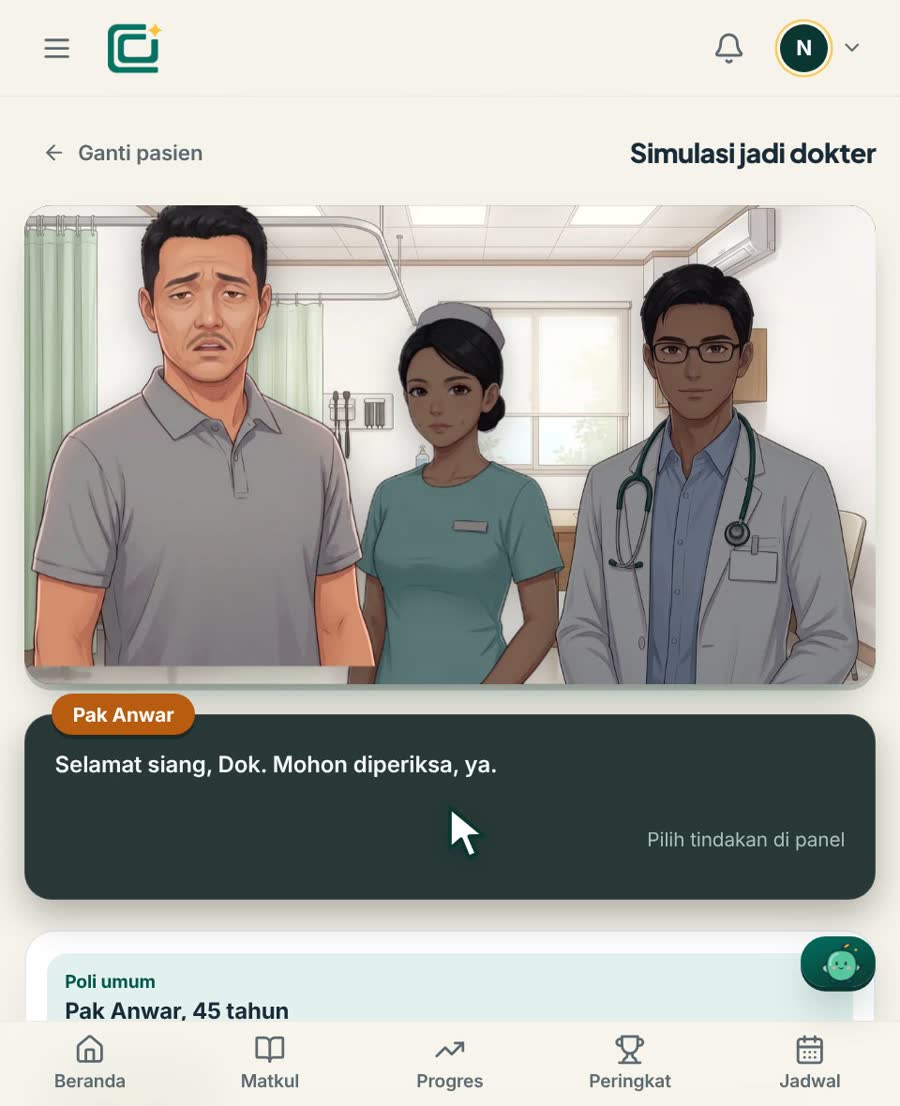 N
Ganti pasien
Simulasi jadi dokter
Pak Anwar
Selamat siang, Dok. Mohon diperiksa, ya.
Pilih tindakan di panel
Poli umum
Pak Anwar, 45 tahun
Beranda
Matkul
Progres
Peringkat
Jadwal